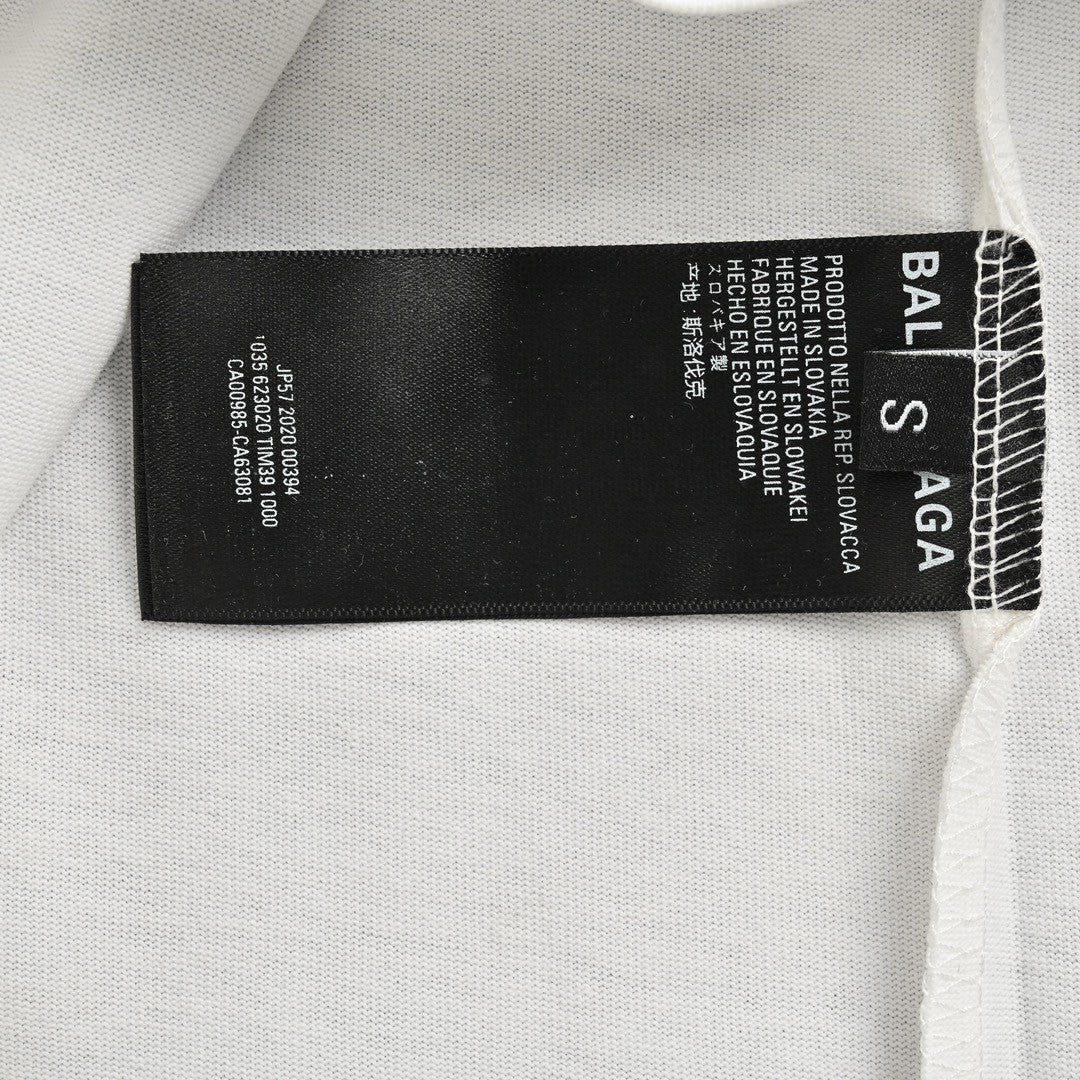 BAL AGA
S
PRODOTTO NELLA REP. SLOVACCA
MADE IN SLOVAKIA
HERGESTELLT EN SLOWAKEI
FABRIQUE EN SLOVAQUIE
HECHO EN ESLOVAQUIA
スロバキア製
产地:斯洛伐克
JP57 2020 00394
1035 623020 TIM39 1000
CA00985-CA63081